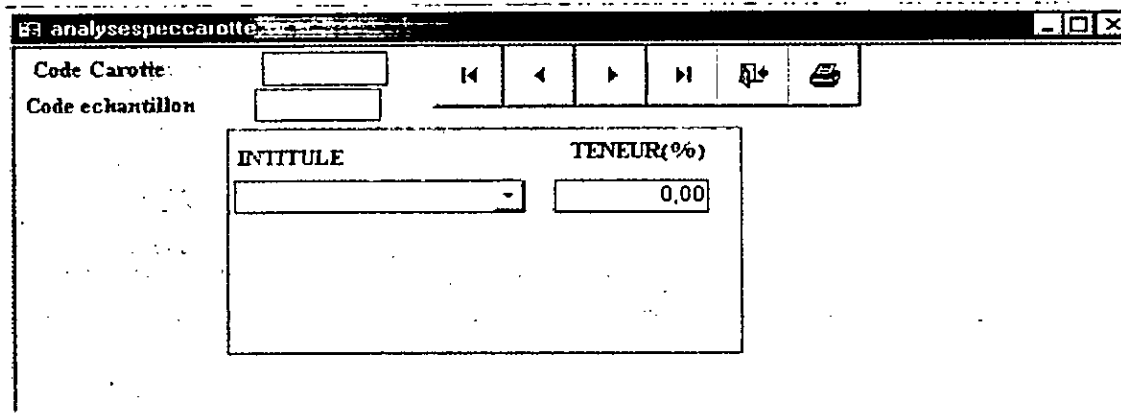 analysespeccarotte
Code Carotte:
Code echantillon
INTITULE TENEUR(%)
0,00